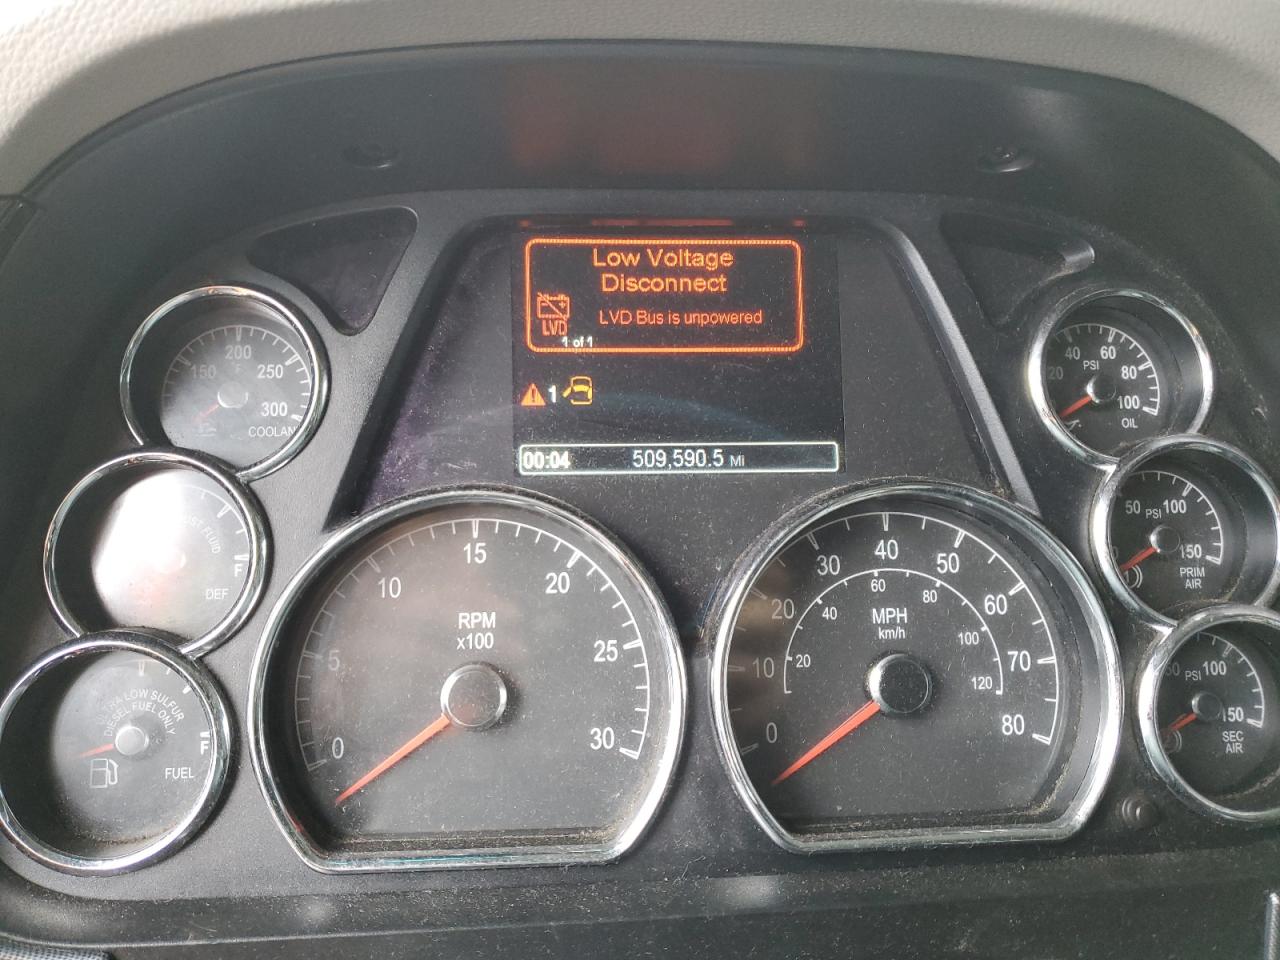 Low Voltage
Disconnect
LVD
LVD Bus is unpowered
1 of 1
1
00:04 509,590.5 Mi
150 200 250 300
°F
COOLANT
FLUID
F
DEF
ULTRA LOW SULFUR
DIESEL FUEL ONLY
F
FUEL
0 5 10 15 20 25 30
RPM
x100
0 10 20 30 40 50 60 70 80
MPH
km/h
20 40 60 80 100 120
20 40 60 80 100
PSI
OIL
50 100 150
PSI
PRIM
AIR
100 150
PSI
SEC
AIR